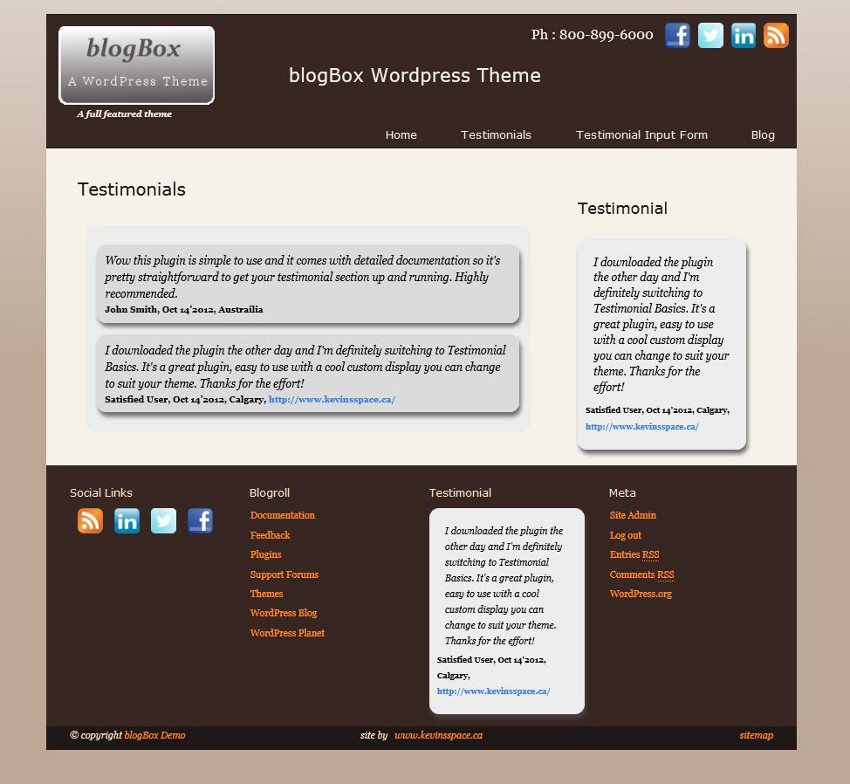 blogBox
A WordPress Theme
A full featured theme
Ph : 800-899-6000
blogBox Wordpress Theme
Home Testimonials Testimonial Input Form Blog
Testimonials
Wow this plugin is simple to use and it comes with detailed documentation so it's
pretty straightforward to get your testimonial section up and running. Highly
recommended.
John Smith, Oct 14'2012, Austrailia
I downloaded the plugin the other day and I'm definitely switching to Testimonial
Basics. It's a great plugin, easy to use with a cool custom display you can change
to suit your theme. Thanks for the effort!
Satisfied User, Oct 14'2012, Calgary, http://www.kevinsspace.ca/
Testimonial
I downloaded the plugin
the other day and I'm
definitely switching to
Testimonial Basics. It's a
great plugin, easy to use
with a cool custom display
you can change to suit your
theme. Thanks for the
effort!
Satisfied User, Oct 14'2012, Calgary,
http://www.kevinsspace.ca/
Social Links
Blogroll
Documentation
Feedback
Plugins
Support Forums
Themes
WordPress Blog
WordPress Planet
Testimonial
I downloaded the plugin the
other day and I'm definitely
switching to Testimonial
Basics. It's a great plugin,
easy to use with a cool
custom display you can
change to suit your theme.
Thanks for the effort!
Satisfied User, Oct 14'2012,
Calgary,
http://www.kevinsspace.ca/
Meta
Site Admin
Log out
Entries RSS
Comments RSS
WordPress.org
© copyright blogBox Demo site by www.kevinsspace.ca sitemap